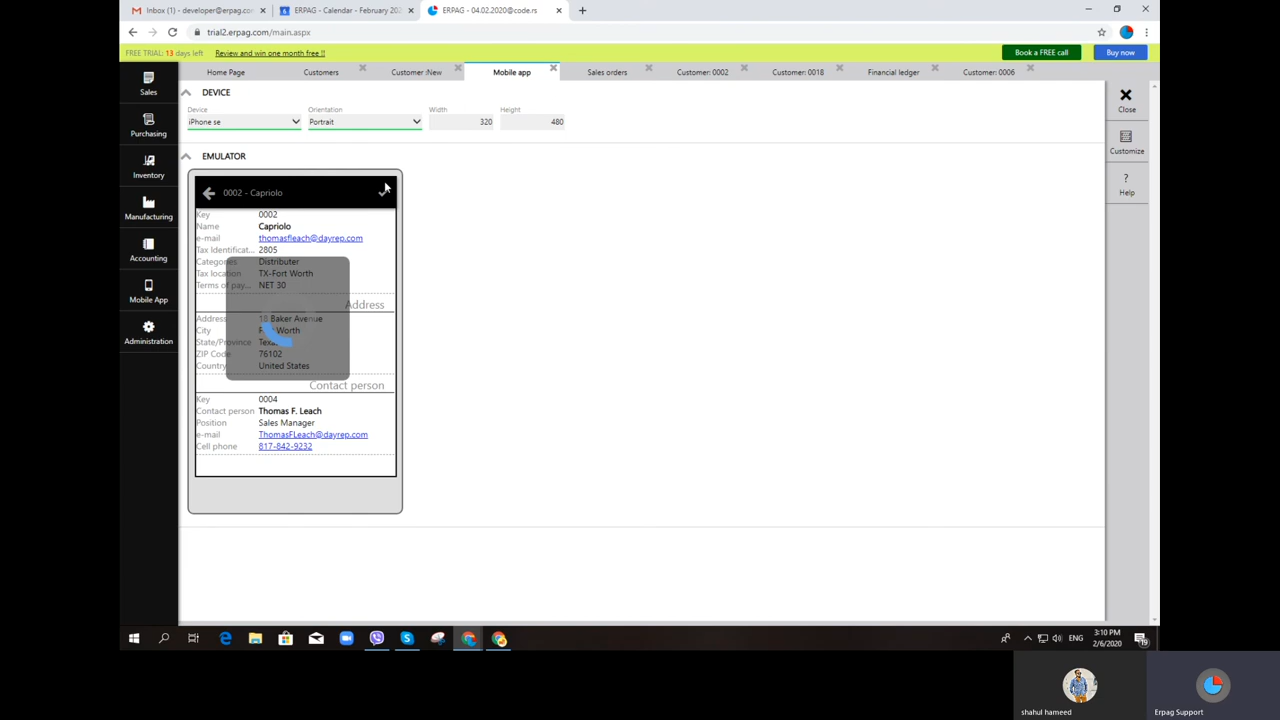 Inbox (1) - developer@erpag.co
ERPAG - Calendar - February 202
ERPAG - 04.02.2020@code.rs
trial2.erpag.com/main.aspx
FREE TRIAL: 13 days left Review and win one month free !! Book a FREE call Buy now
Home Page Customers Customer :New Mobile app Sales orders Customer: 0002 Customer: 0018 Financial ledger Customer: 0006
Sales
Purchasing
Inventory
Manufacturing
Accounting
Mobile App
Administration
DEVICE
Device Orientation Width Height
iPhone se Portrait 320 480
EMULATOR
0002 - Capriolo
Key 0002
Name Capriolo
e-mail thomasfleach@dayrep.com
Tax Identificat... 2805
Categories Distributer
Tax location TX-Fort Worth
Terms of pay... NET 30
Address
Address 18 Baker Avenue
City Fort Worth
State/Province Texas
ZIP Code 76102
Country United States
Contact person
Key 0004
Contact person Thomas F. Leach
Position Sales Manager
e-mail ThomasFLeach@dayrep.com
Cell phone 817-842-9232
Close
Customize
?
Help
ENG
3:10 PM
2/6/2020
19
shahul hameed
Erpag Support